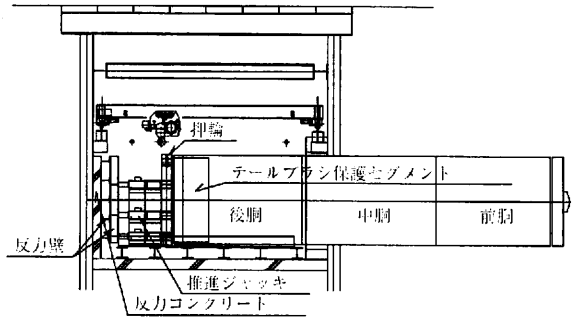 押輪
テールブラシ保護セグメント
後胴
中胴
前胴
反力壁
推進ジャッキ
反力コンクリート